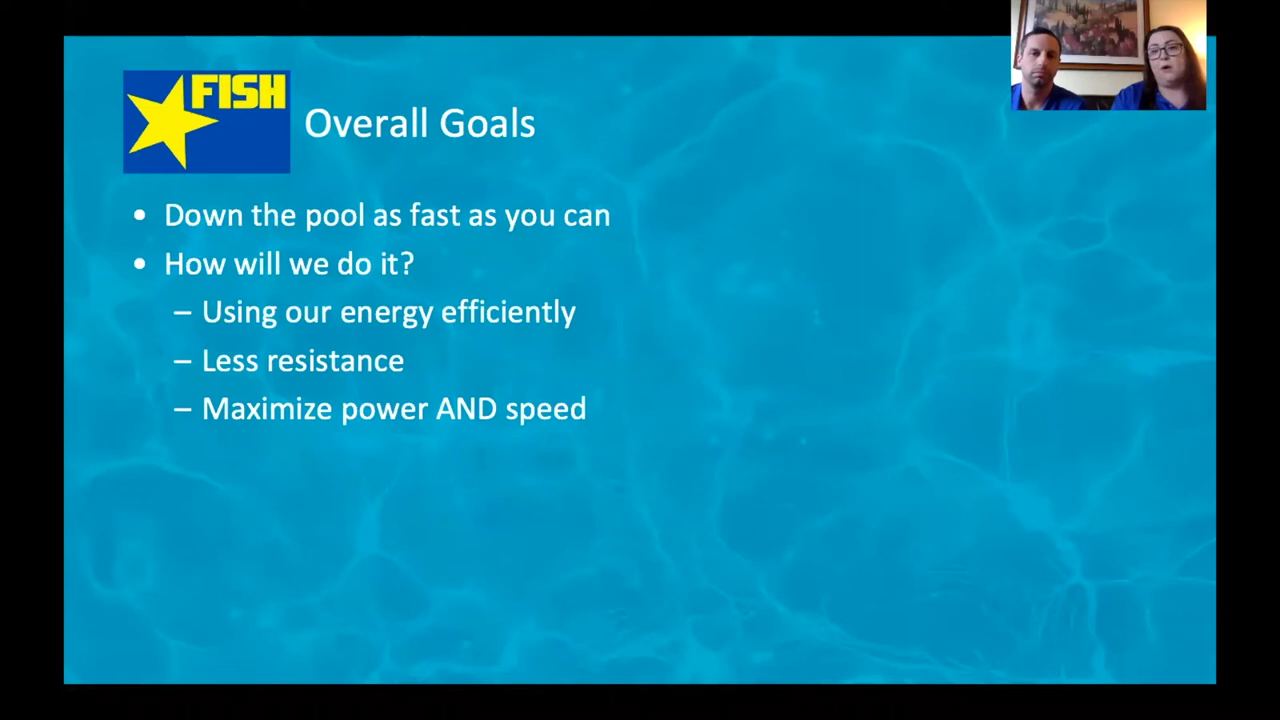 FISH
Overall Goals
• Down the pool as fast as you can
• How will we do it?
– Using our energy efficiently
– Less resistance
– Maximize power AND speed